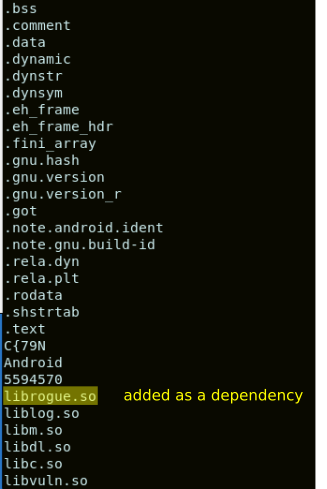 .bss
.comment
.data
.dynamic
.dynstr
.dynsym
.eh_frame
.eh_frame_hdr
.fini_array
.gnu.hash
.gnu.version
.gnu.version_r
.got
.note.android.ident
.note.gnu.build-id
.rela.dyn
.rela.plt
.rodata
.shstrtab
.text
C{79N
Android
5594570
librogue.so added as a dependency
liblog.so
libm.so
libdl.so
libc.so
libvuln.so